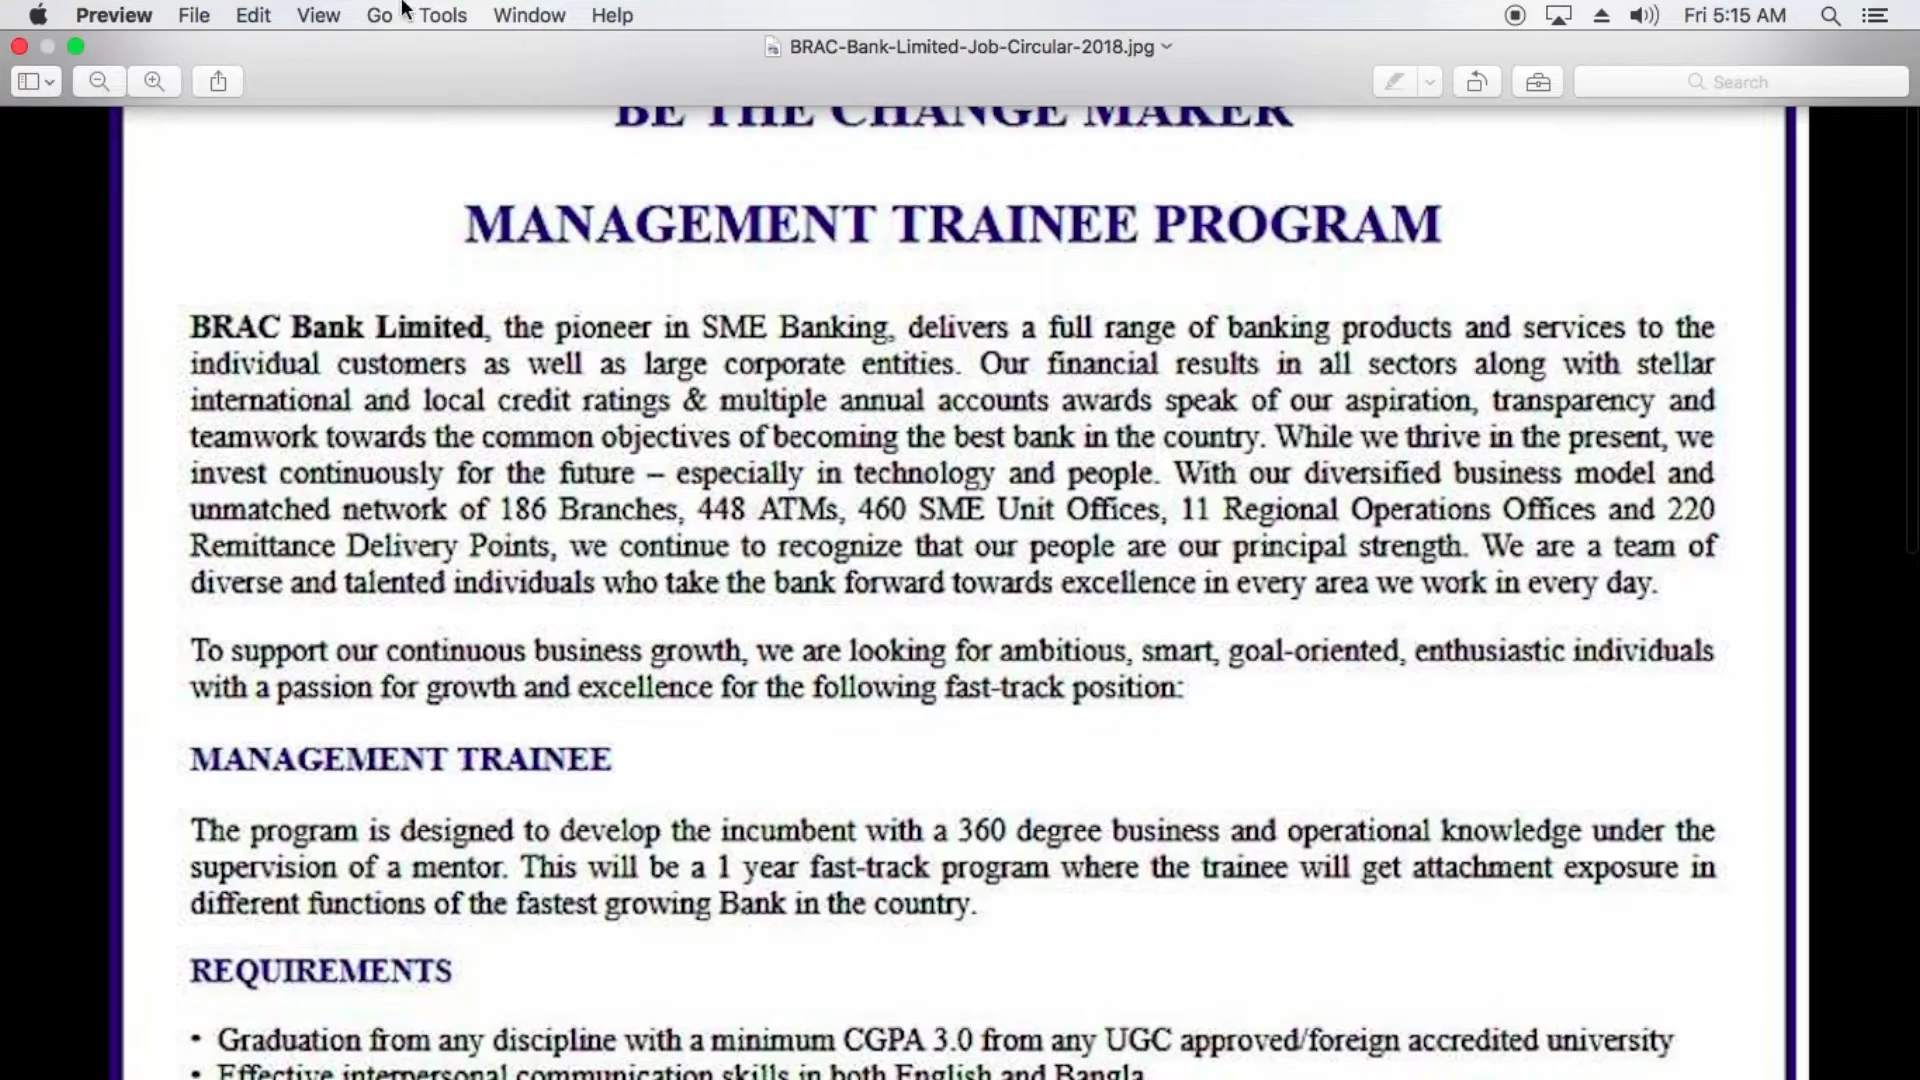 Preview File Edit View Go Tools Window Help Fri 5:15 AM
BRAC-Bank-Limited-Job-Circular-2018.jpg
Search
BE THE CHANGE MAKER
MANAGEMENT TRAINEE PROGRAM
BRAC Bank Limited, the pioneer in SME Banking, delivers a full range of banking products and services to the
individual customers as well as large corporate entities. Our financial results in all sectors along with stellar
international and local credit ratings & multiple annual accounts awards speak of our aspiration, transparency and
teamwork towards the common objectives of becoming the best bank in the country. While we thrive in the present, we
invest continuously for the future – especially in technology and people. With our diversified business model and
unmatched network of 186 Branches, 448 ATMs, 460 SME Unit Offices, 11 Regional Operations Offices and 220
Remittance Delivery Points, we continue to recognize that our people are our principal strength. We are a team of
diverse and talented individuals who take the bank forward towards excellence in every area we work in every day.
To support our continuous business growth, we are looking for ambitious, smart, goal-oriented, enthusiastic individuals
with a passion for growth and excellence for the following fast-track position:
MANAGEMENT TRAINEE
The program is designed to develop the incumbent with a 360 degree business and operational knowledge under the
supervision of a mentor. This will be a 1 year fast-track program where the trainee will get attachment exposure in
different functions of the fastest growing Bank in the country.
REQUIREMENTS
• Graduation from any discipline with a minimum CGPA 3.0 from any UGC approved/foreign accredited university
• Effective interpersonal communication skills in both English and Bangla